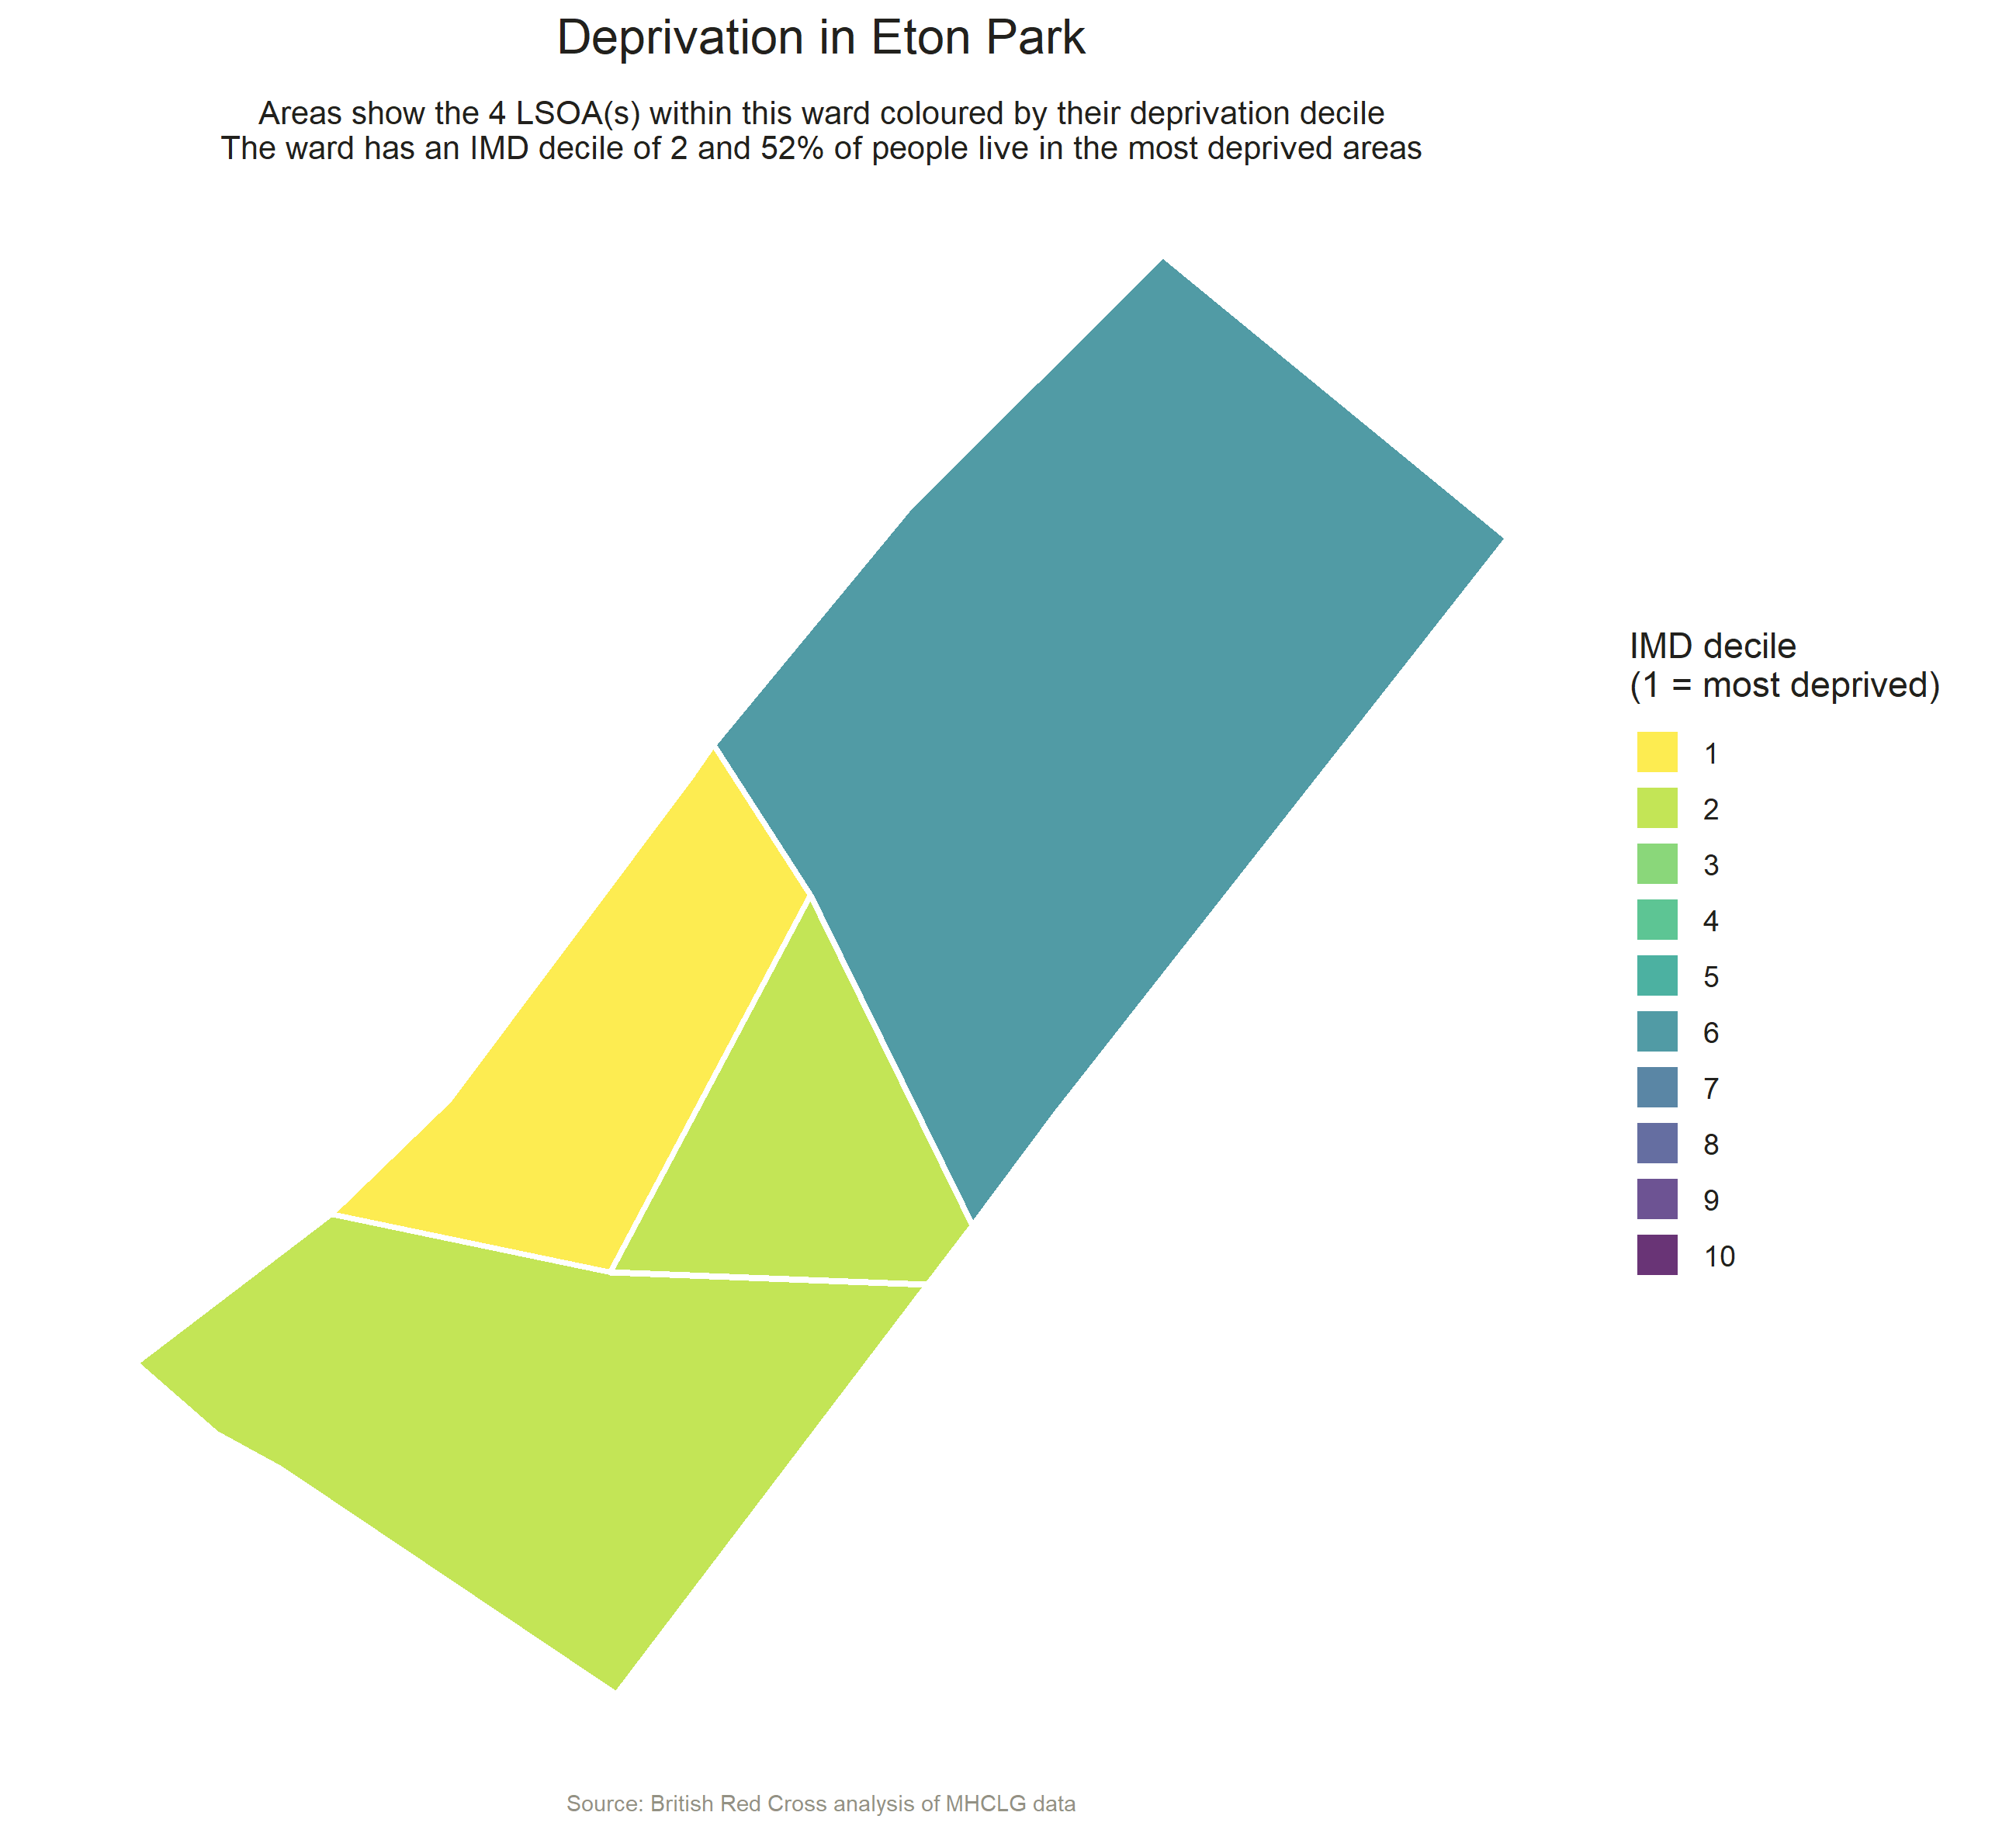 Deprivation in Eton Park
Areas show the 4 LSOA(s) within this ward coloured by their deprivation decile
The ward has an IMD decile of 2 and 52% of people live in the most deprived areas
IMD decile
(1 = most deprived)
1
2
3
4
5
6
7
8
9
10
Source: British Red Cross analysis of MHCLG data